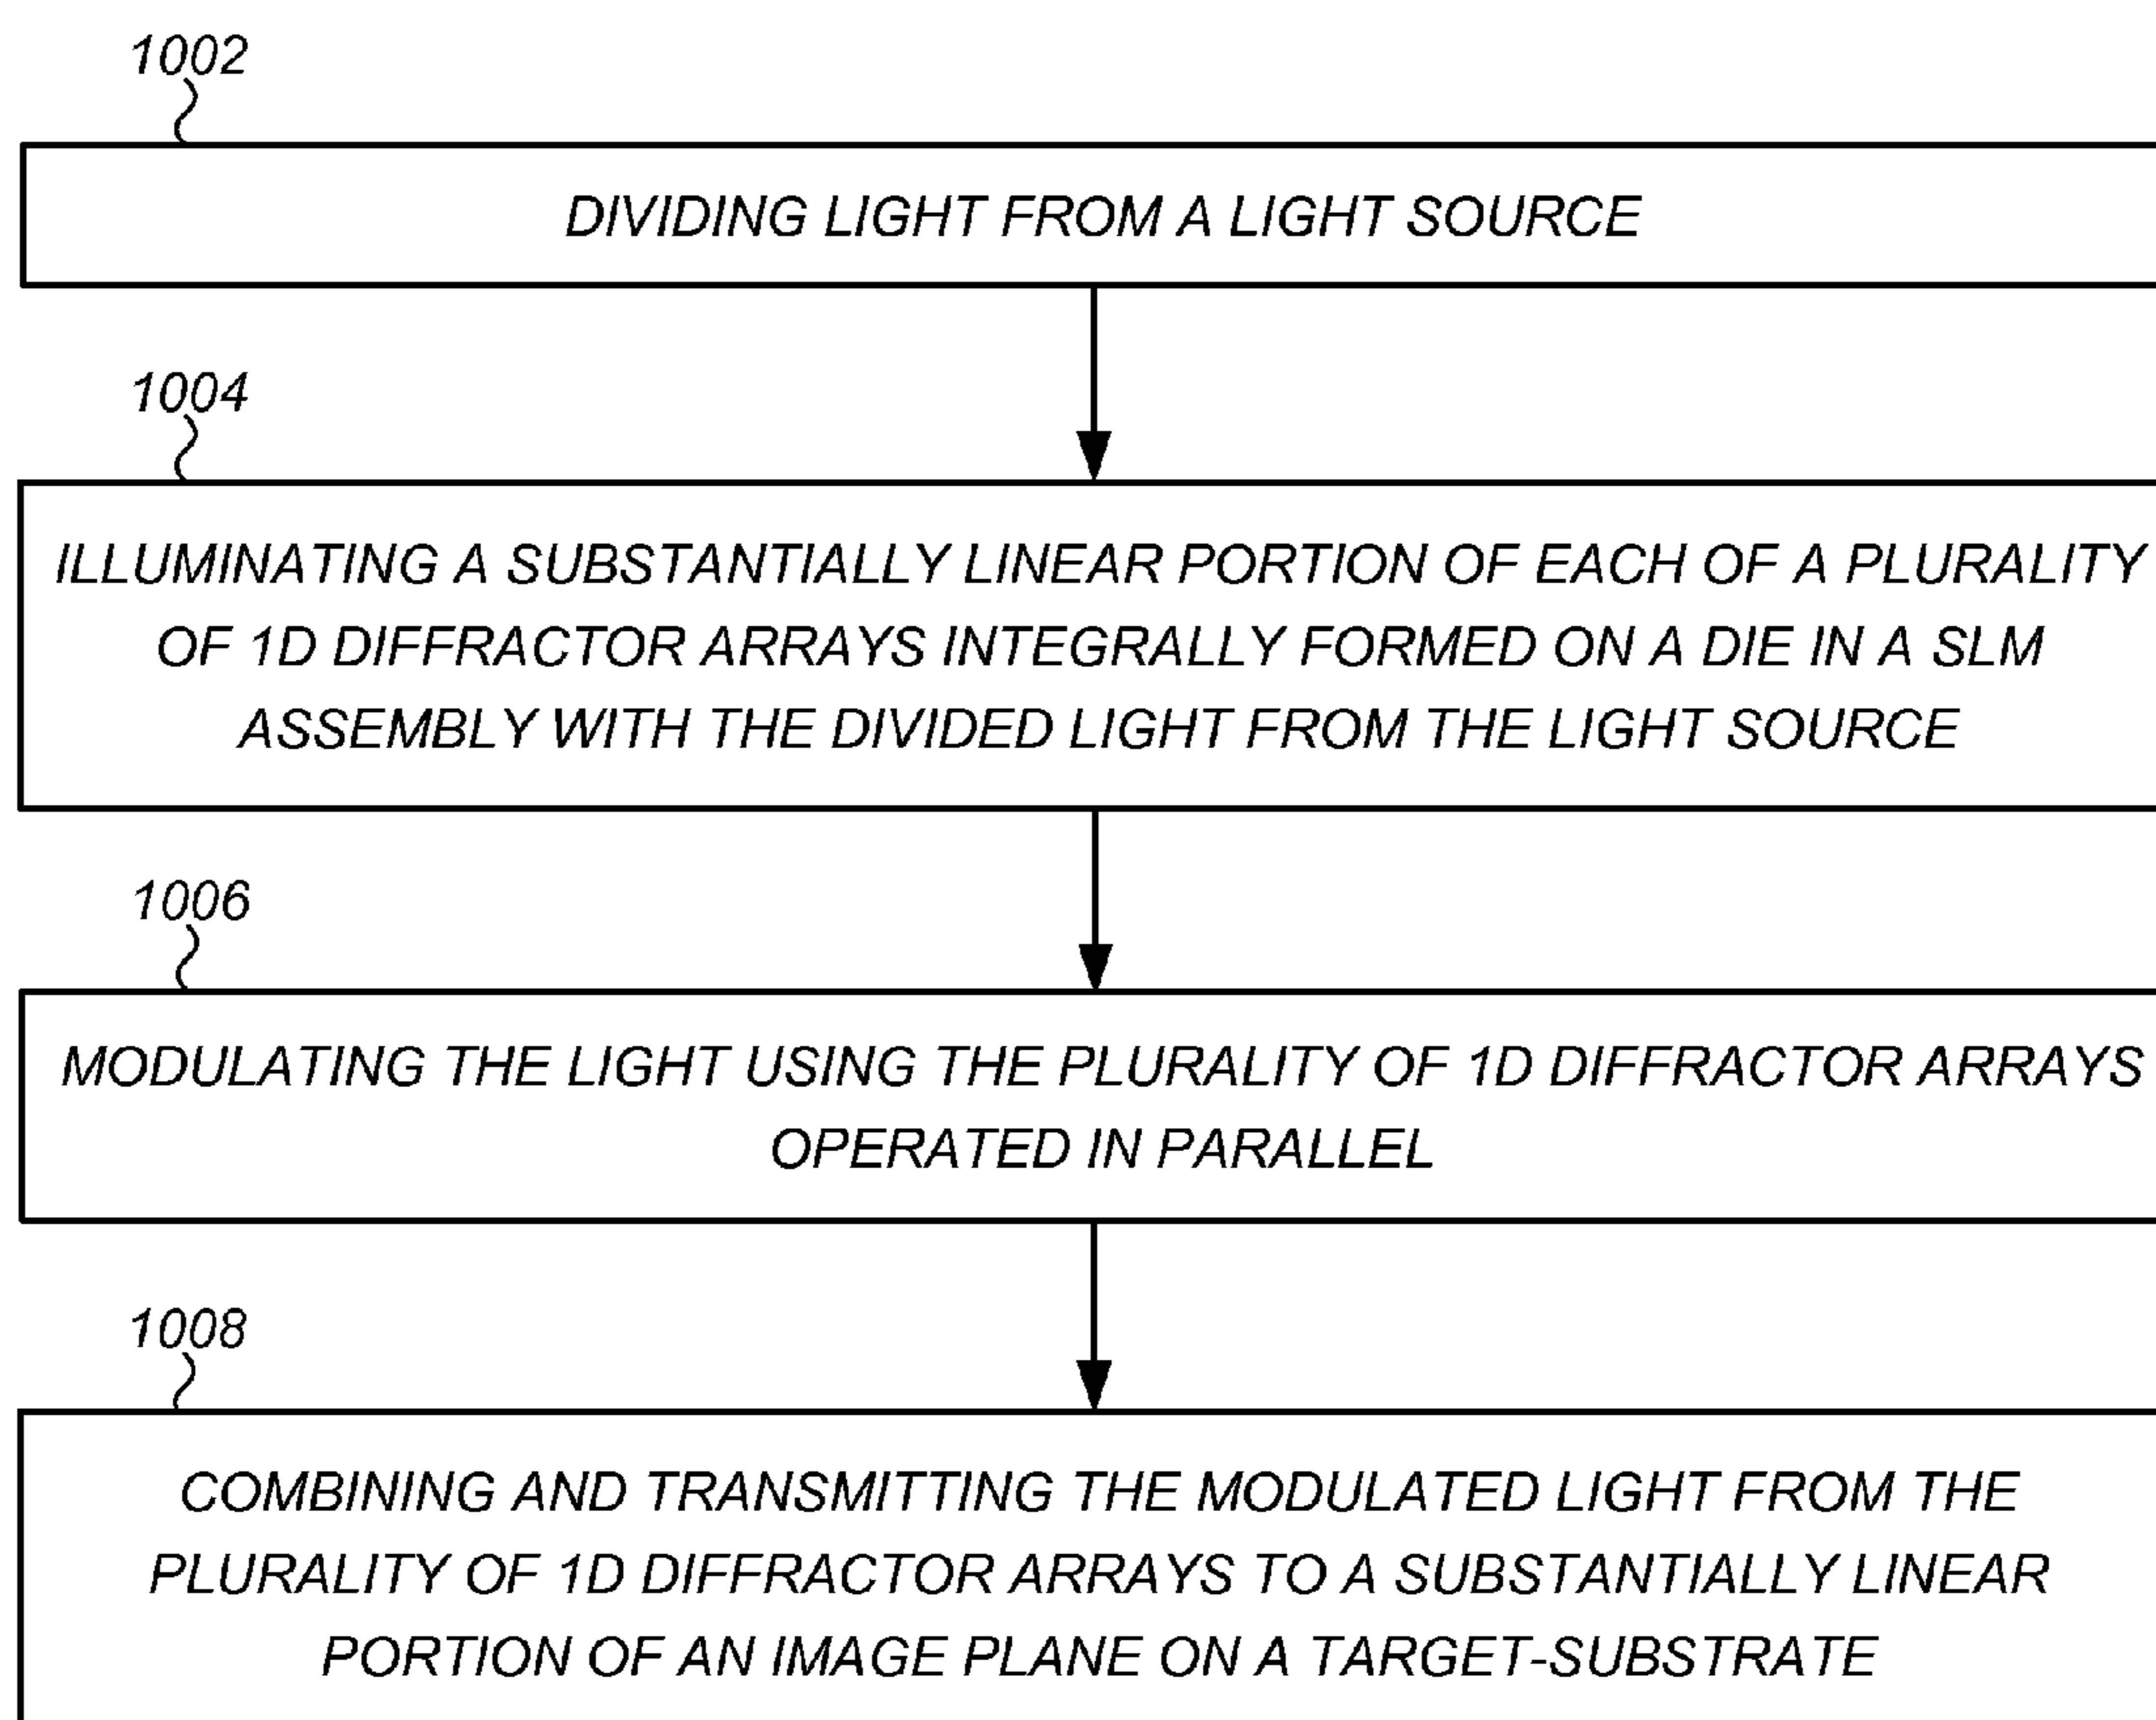 1002
DIVIDING LIGHT FROM A LIGHT SOURCE
1004
ILLUMINATING A SUBSTANTIALLY LINEAR PORTION OF EACH OF A PLURALITY
OF 1D DIFFRACTOR ARRAYS INTEGRALLY FORMED ON A DIE IN A SLM
ASSEMBLY WITH THE DIVIDED LIGHT FROM THE LIGHT SOURCE
1006
MODULATING THE LIGHT USING THE PLURALITY OF 1D DIFFRACTOR ARRAYS
OPERATED IN PARALLEL
1008
COMBINING AND TRANSMITTING THE MODULATED LIGHT FROM THE
PLURALITY OF 1D DIFFRACTOR ARRAYS TO A SUBSTANTIALLY LINEAR
PORTION OF AN IMAGE PLANE ON A TARGET-SUBSTRATE